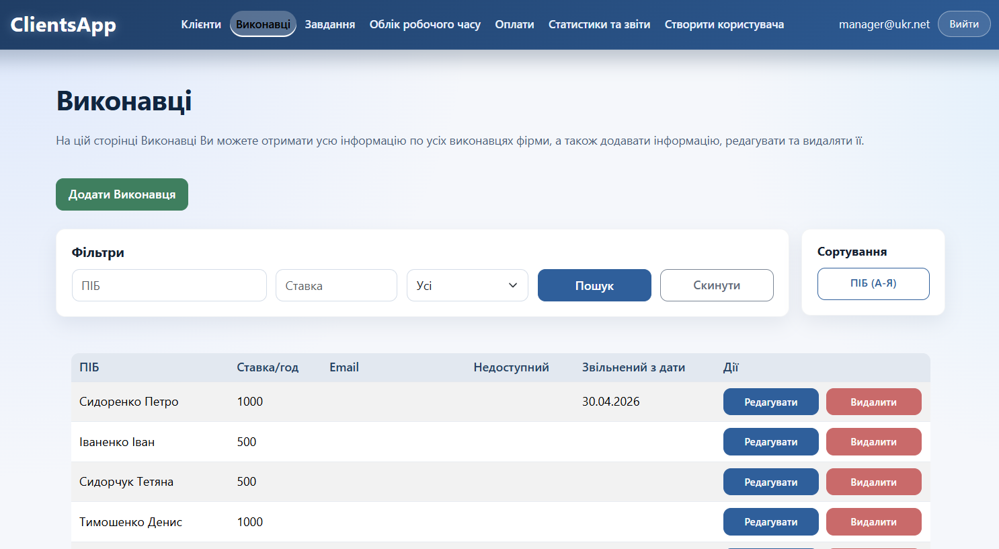 ClientsApp Клієнти Виконавці Завдання Облік робочого часу Оплати Статистики та звіти Створити користувача manager@ukr.net Вийти
Виконавці
На цій сторінці Виконавці Ви можете отримати усю інформацію по усіх виконавцях фірми, а також додавати інформацію, редагувати та видаляти її.
Додати Виконавця
Фільтри
ПІБ Ставка Усі Пошук Скинути
Сортування
ПІБ (А-Я)
ПІБ Ставка/год Email Недоступний Звільнений з дати Дії
Сидоренко Петро 1000 30.04.2026 Редагувати Видалити
Іваненко Іван 500 Редагувати Видалити
Сидорчук Тетяна 500 Редагувати Видалити
Тимошенко Денис 1000 Редагувати Видалити